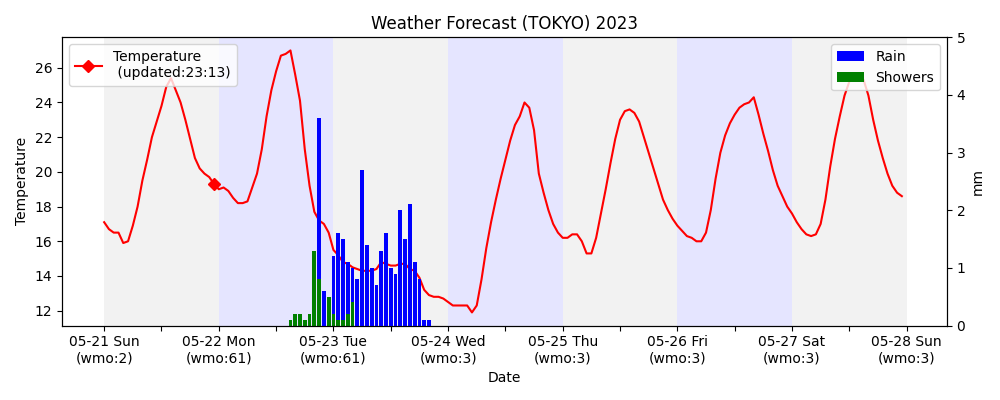 Weather Forecast (TOKYO) 2023
Temperature
(updated:23:13)
Rain
Showers
Temperature
26
24
22
20
18
16
14
12
5
4
3
2
1
0
mm
05-21 Sun
(wmo:2)
05-22 Mon
(wmo:61)
05-23 Tue
(wmo:61)
05-24 Wed
(wmo:3)
05-25 Thu
(wmo:3)
05-26 Fri
(wmo:3)
05-27 Sat
(wmo:3)
05-28 Sun
(wmo:3)
Date